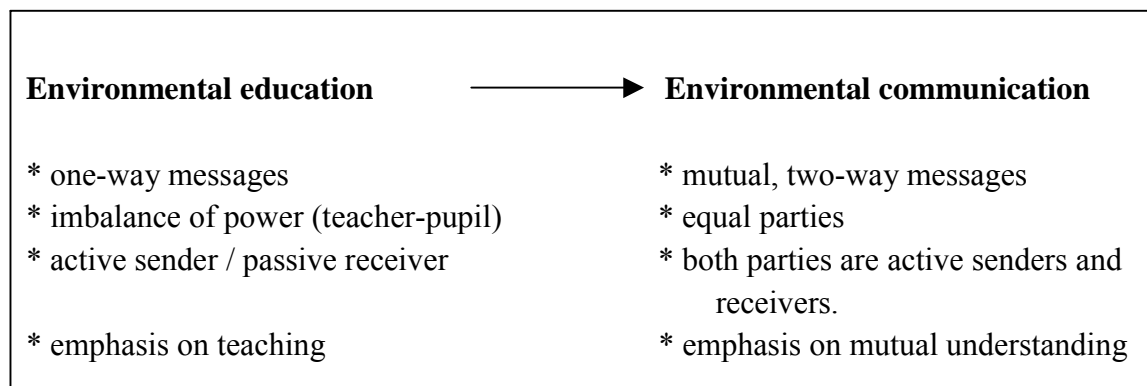 Environmental education
* one-way messages
* imbalance of power (teacher-pupil)
* active sender / passive receiver
* emphasis on teaching
Environmental communication
* mutual, two-way messages
* equal parties
* both parties are active senders and
receivers.
* emphasis on mutual understanding